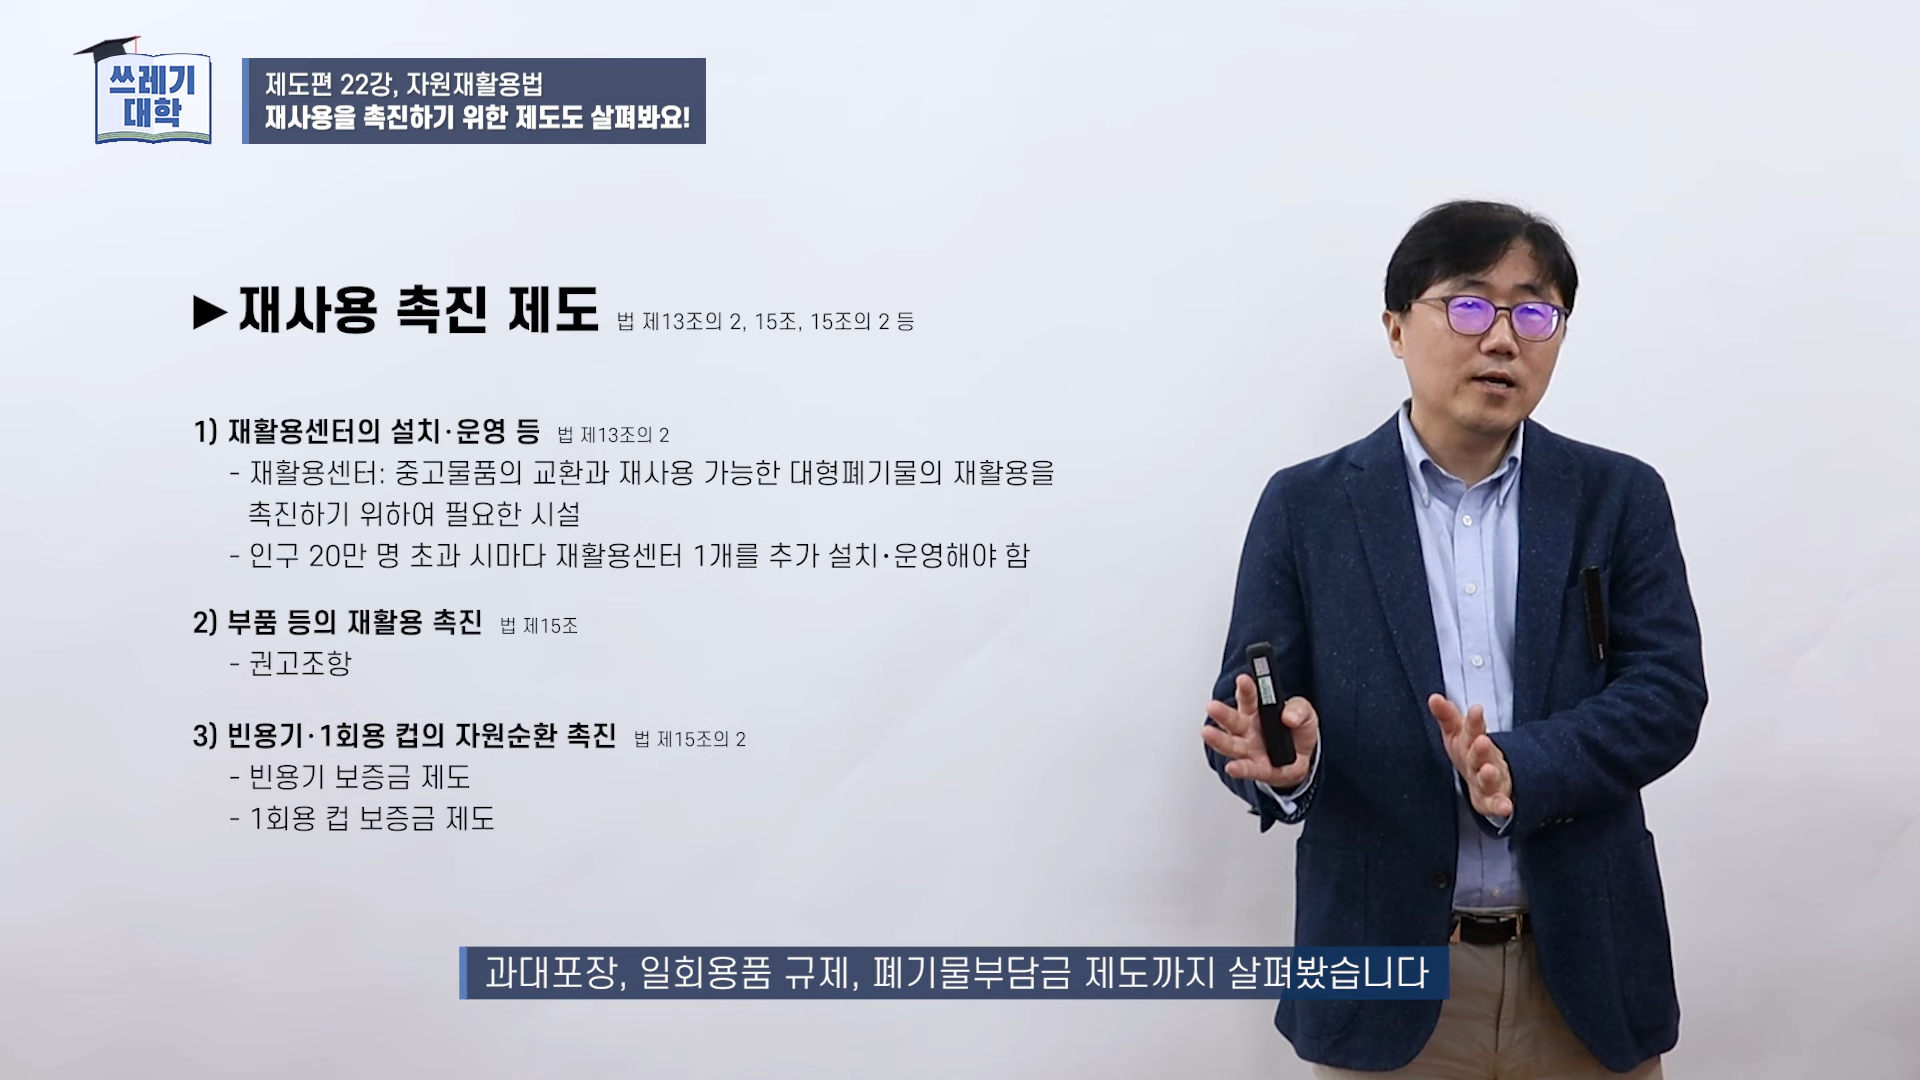 쓰레기
대학
제도편 22강, 자원재활용법
재사용을 촉진하기 위한 제도도 살펴봐요!
▶재사용 촉진 제도 법 제13조의 2, 15조, 15조의 2 등
1) 재활용센터의 설치·운영 등 법 제13조의 2
- 재활용센터: 중고물품의 교환과 재사용 가능한 대형폐기물의 재활용을
촉진하기 위하여 필요한 시설
- 인구 20만 명 초과 시마다 재활용센터 1개를 추가 설치·운영해야 함
2) 부품 등의 재활용 촉진 법 제15조
- 권고조항
3) 빈용기·1회용 컵의 자원순환 촉진 법 제15조의 2
- 빈용기 보증금 제도
- 1회용 컵 보증금 제도
과대포장, 일회용품 규제, 폐기물부담금 제도까지 살펴봤습니다